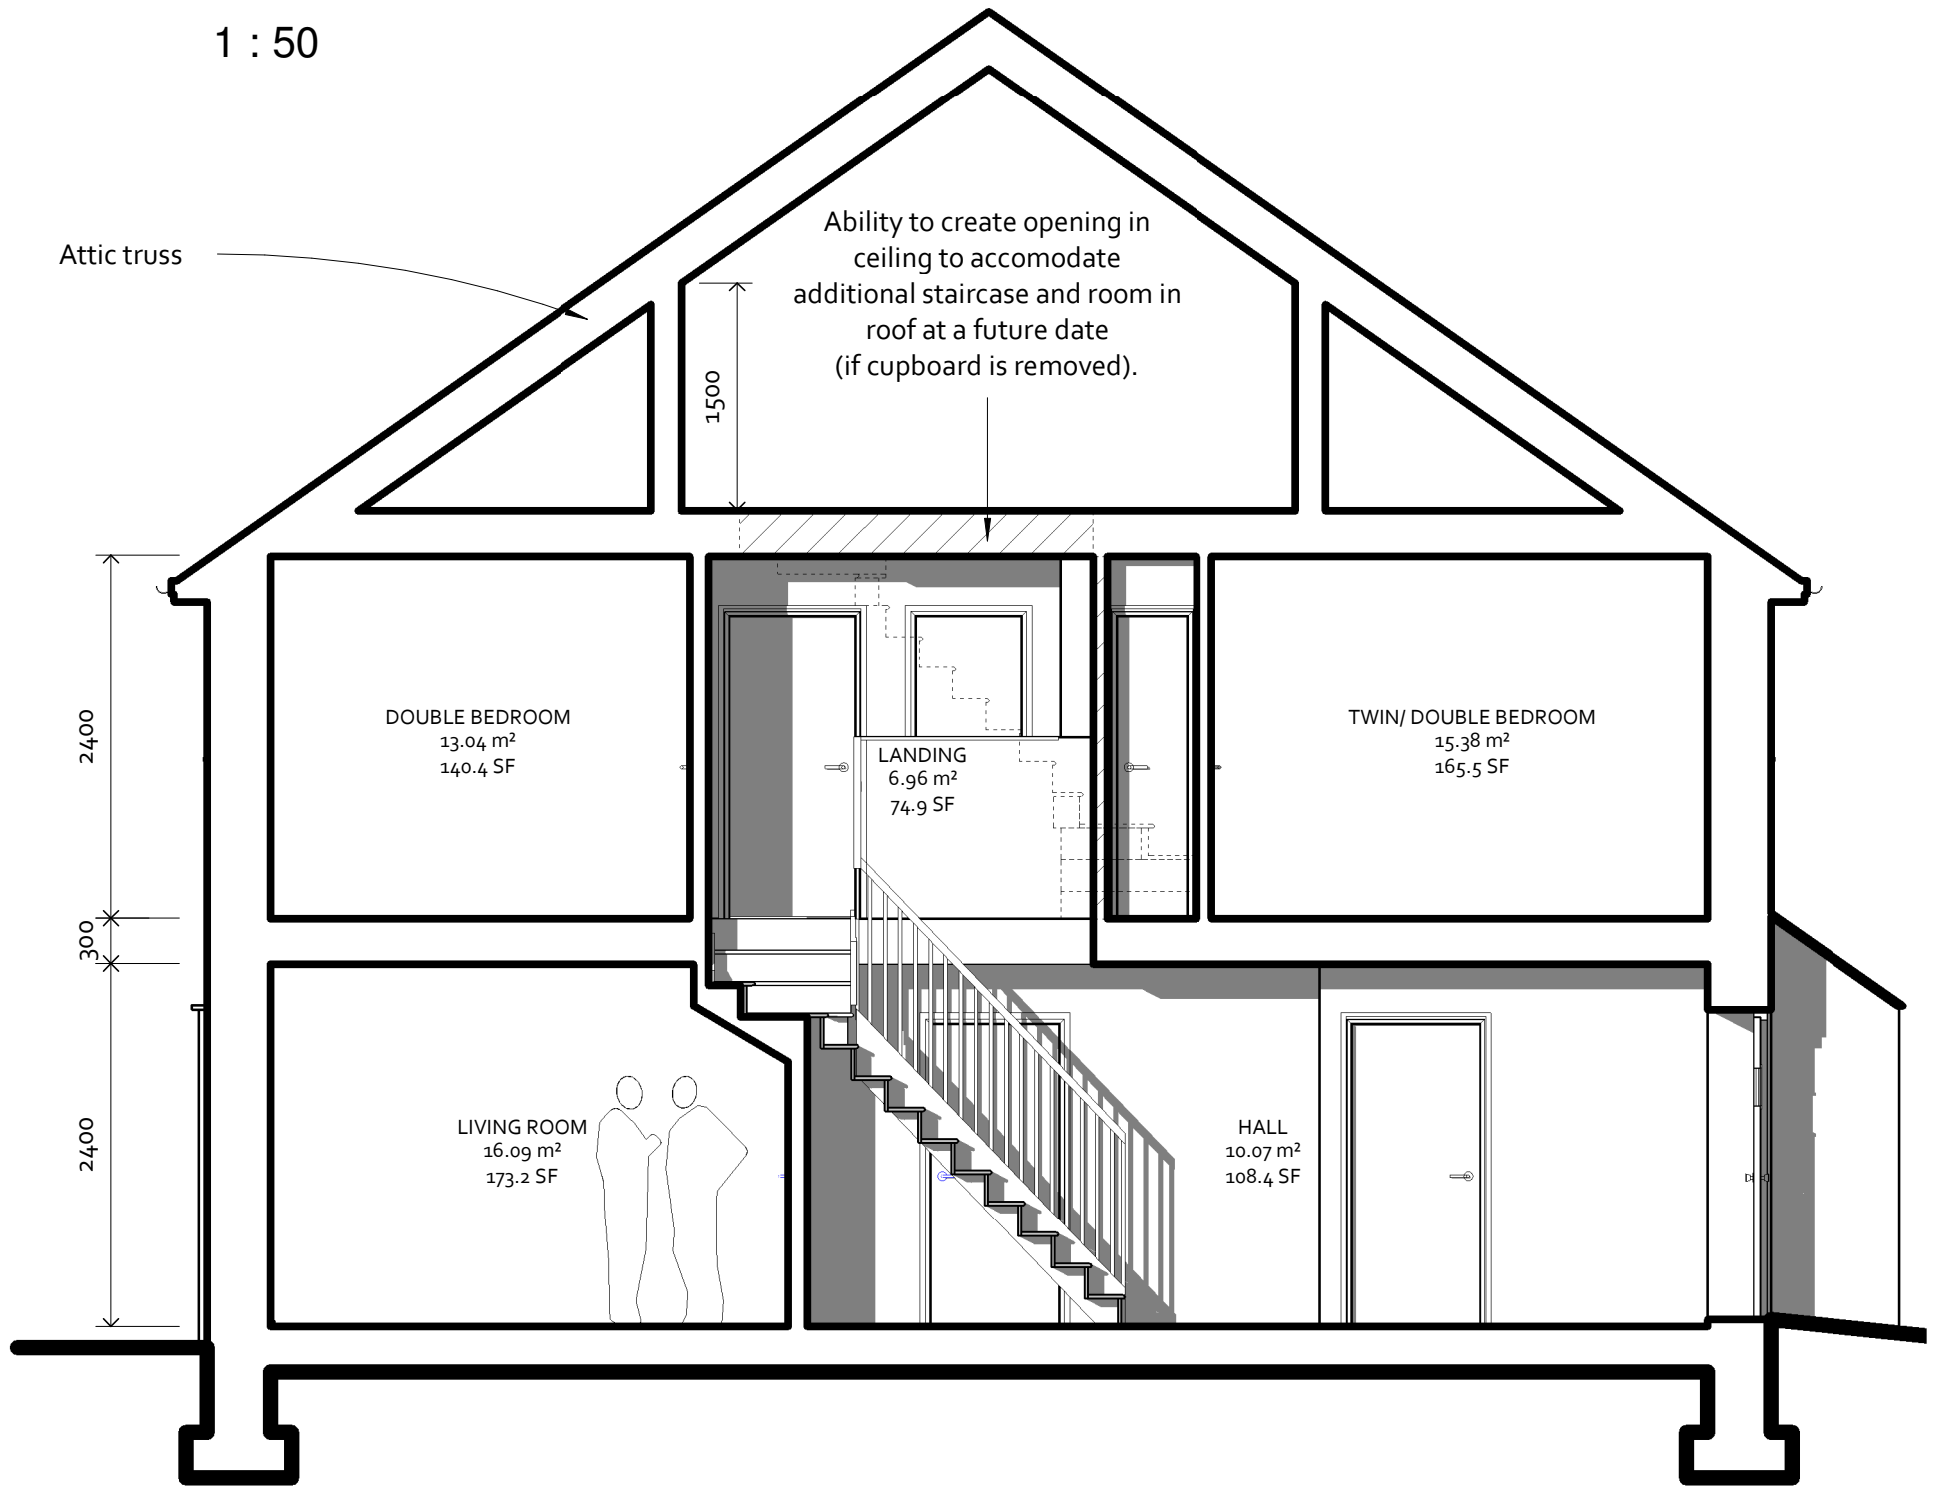 1 : 50
Ability to create opening in
ceiling to accomodate
additional staircase and room in
roof at a future date
(if cupboard is removed).
Attic truss
1500
2400
300
2400
DOUBLE BEDROOM
13.04 m²
140.4 SF
LANDING
6.96 m²
74.9 SF
TWIN/ DOUBLE BEDROOM
15.38 m²
165.5 SF
LIVING ROOM
16.09 m²
173.2 SF
HALL
10.07 m²
108.4 SF